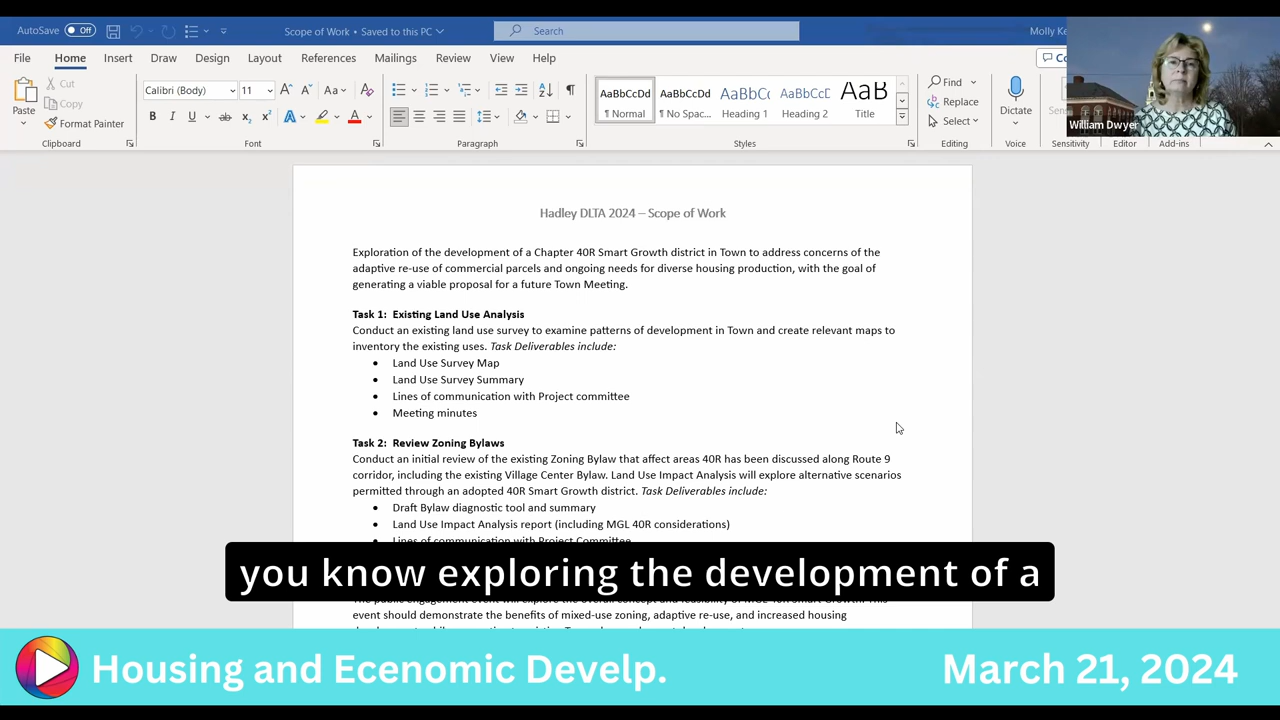 AutoSave Off Scope of Work • Saved to this PC Search Molly
File Home Insert Draw Design Layout References Mailings Review View Help
Paste Cut Copy Format Painter
Calibri (Body) 11
AaBbCcDd AaBbCcDd AaBbCc AaBbCcD AaB
¶ Normal ¶ No Spac... Heading 1 Heading 2 Title
Find Replace Select
Dictate
William Dwyer
Clipboard Font Paragraph Styles Editing Voice Sensitivity Editor Add-ins
Hadley DLTA 2024 – Scope of Work
Exploration of the development of a Chapter 40R Smart Growth district in Town to address concerns of the
adaptive re-use of commercial parcels and ongoing needs for diverse housing production, with the goal of
generating a viable proposal for a future Town Meeting.
Task 1: Existing Land Use Analysis
Conduct an existing land use survey to examine patterns of development in Town and create relevant maps to
inventory the existing uses. Task Deliverables include:
• Land Use Survey Map
• Land Use Survey Summary
• Lines of communication with Project committee
• Meeting minutes
Task 2: Review Zoning Bylaws
Conduct an initial review of the existing Zoning Bylaw that affect areas 40R has been discussed along Route 9
corridor, including the existing Village Center Bylaw. Land Use Impact Analysis will explore alternative scenarios
permitted through an adopted 40R Smart Growth district. Task Deliverables include:
• Draft Bylaw diagnostic tool and summary
• Land Use Impact Analysis report (including MGL 40R considerations)
• Lines of communication with Project Committee
you know exploring the development of a
event should demonstrate the benefits of mixed-use zoning, adaptive re-use, and increased housing
Housing and Ecenomic Develp. March 21, 2024